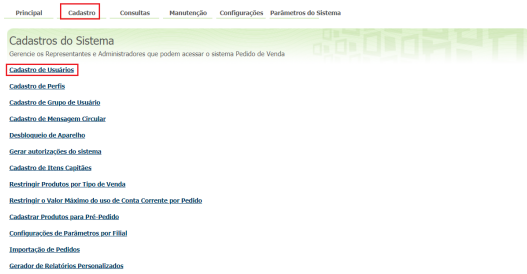 Principal Cadastro Consultas Manutenção Configurações Parâmetros do Sistema
Cadastros do Sistema
Gerencie os Representantes e Administradores que podem acessar o sistema Pedido de Venda
Cadastro de Usuários
Cadastro de Perfis
Cadastro de Grupo de Usuário
Cadastro de Mensagem Circular
Desbloqueio de Aparelho
Gerar autorizações do sistema
Cadastro de Itens Capitães
Restringir Produtos por Tipo de Venda
Restringir o Valor Máximo do uso de Conta Corrente por Pedido
Cadastrar Produtos para Pré-Pedido
Configurações de Parâmetros por Filial
Importação de Pedidos
Gerador de Relatórios Personalizados